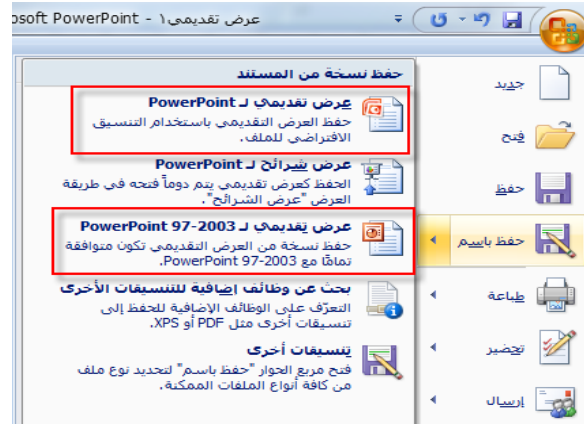 عرض تقديمي١ - osoft PowerPoint
حفظ نسخة من المستند
عرض تقديمي لـ PowerPoint
حفظ العرض التقديمي باستخدام التنسيق
الافتراضي للملف.
عرض شرائح لـ PowerPoint
الحفظ كعرض تقديمي يتم دوماً فتحه في طريقة
العرض "عرض الشرائح".
عرض تقديمي لـ PowerPoint 97-2003
حفظ نسخة من العرض التقديمي تكون متوافقة
تمامًا مع PowerPoint 97-2003.
بحث عن وظائف إضافية للتنسيقات الأخرى
التعرّف على الوظائف الإضافية للحفظ إلى
تنسيقات أخرى مثل PDF أو XPS.
تنسيقات أخرى
فتح مربع الحوار "حفظ باسم" لتحديد نوع ملف
من كافة أنواع الملفات الممكنة.
جديد
فتح
حفظ
حفظ باسم
طباعة
تحضير
إرسال